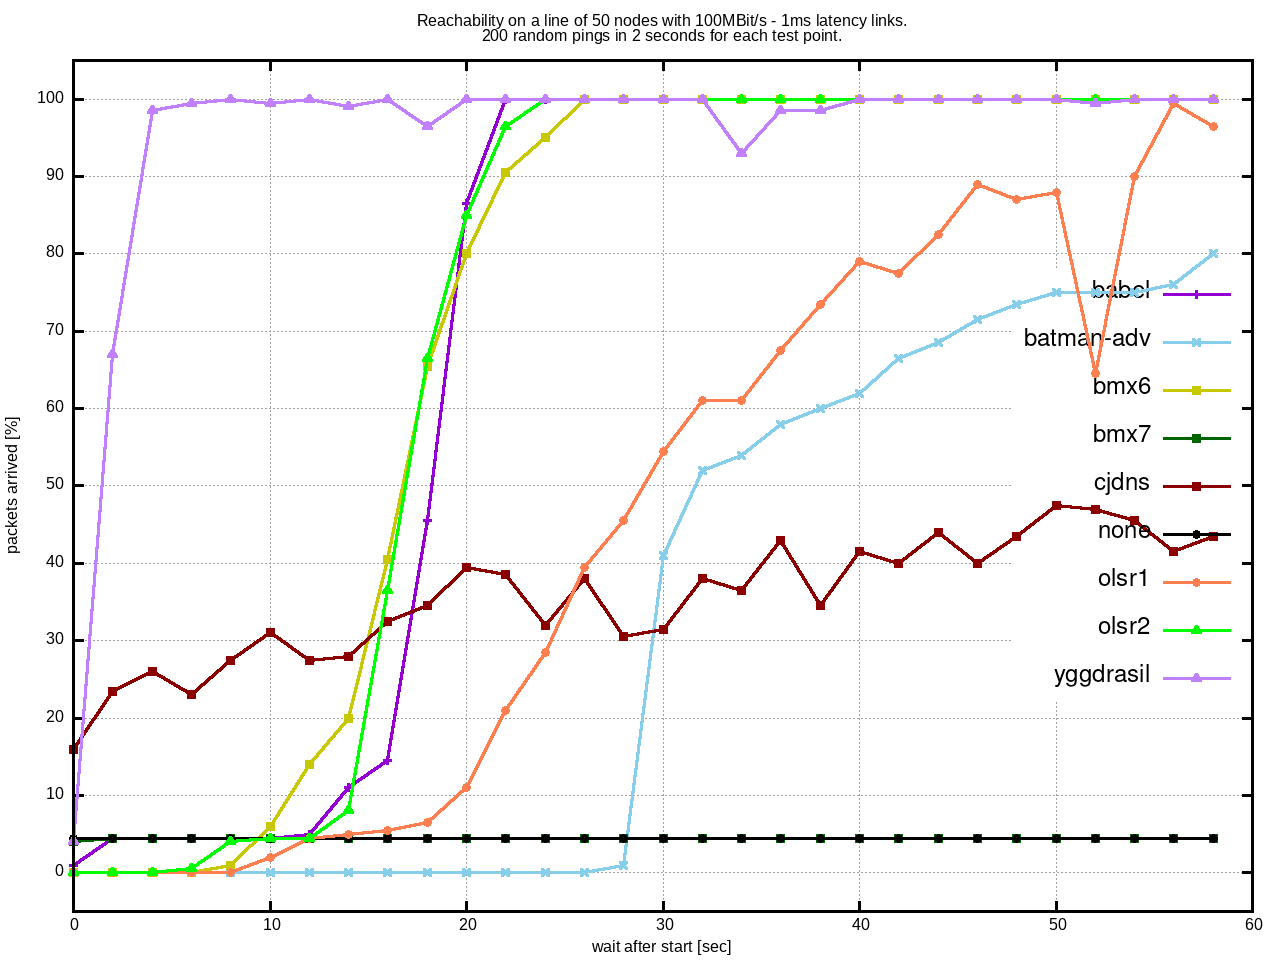 Reachability on a line of 50 nodes with 100MBit/s - 1ms latency links.
200 random pings in 2 seconds for each test point.
packets arrived [%]
100
90
80
70
60
50
40
30
20
10
0
babel
batman-adv
bmx6
bmx7
cjdns
none
olsr1
olsr2
yggdrasil
0 10 20 30 40 50 60
wait after start [sec]